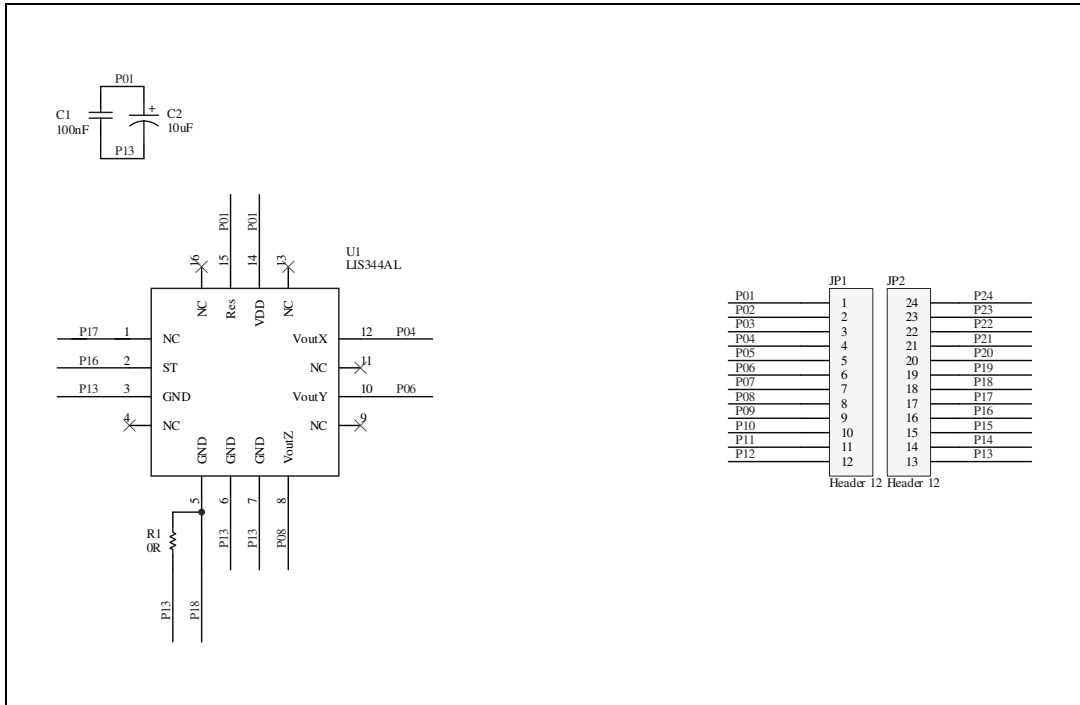 P01
C1
100nF
+
C2
10uF
P13
P01
P01
16
15
14
13
U1
LIS344AL
NC
Res
VDD
NC
P17
1
NC
VoutX
12
P04
P16
2
ST
NC
11
P13
3
GND
VoutY
10
P06
4
NC
NC
9
GND
GND
GND
VoutZ
5
6
7
8
R1
0R
P13
P13
P08
P13
P18
JP1
JP2
P01
1
24
P24
P02
2
23
P23
P03
3
22
P22
P04
4
21
P21
P05
5
20
P20
P06
6
19
P19
P07
7
18
P18
P08
8
17
P17
P09
9
16
P16
P10
10
15
P15
P11
11
14
P14
P12
12
13
P13
Header 12
Header 12